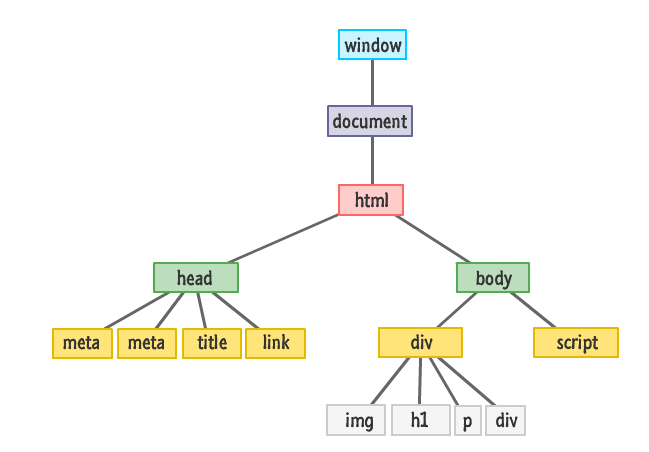 window
document
html
head
body
meta
meta
title
link
div
script
img
h1
p
div